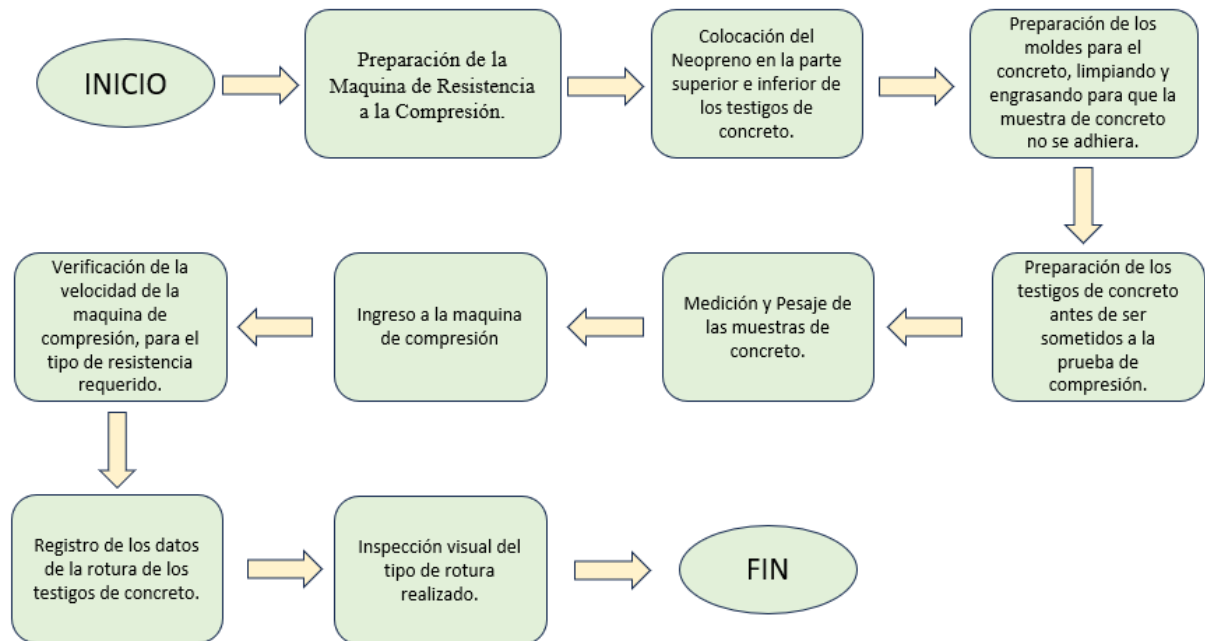 INICIO
Preparación de la
Maquina de Resistencia
a la Compresión.
Colocación del
Neopreno en la parte
superior e inferior de
los testigos de
concreto.
Preparación de los
moldes para el
concreto, limpiando y
engrasando para que la
muestra de concreto
no se adhiera.
Preparación de los
testigos de concreto
antes de ser
sometidos a la
prueba de
compresión.
Medición y Pesaje de
las muestras de
concreto.
Ingreso a la maquina
de compresión
Verificación de la
velocidad de la
maquina de
compresión, para el
tipo de resistencia
requerido.
Registro de los datos
de la rotura de los
testigos de concreto.
Inspección visual del
tipo de rotura
realizado.
FIN